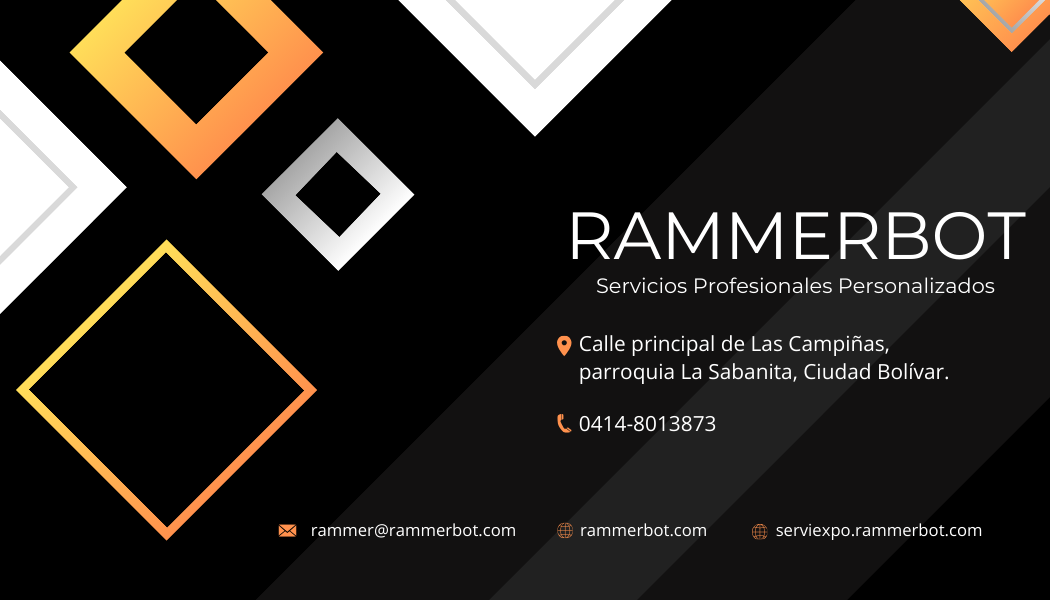 RAMMERBOT
Servicios Profesionales Personalizados
Calle principal de Las Campiñas,
parroquia La Sabanita, Ciudad Bolívar.
0414-8013873
rammer@rammerbot.com
rammerbot.com
serviexpo.rammerbot.com